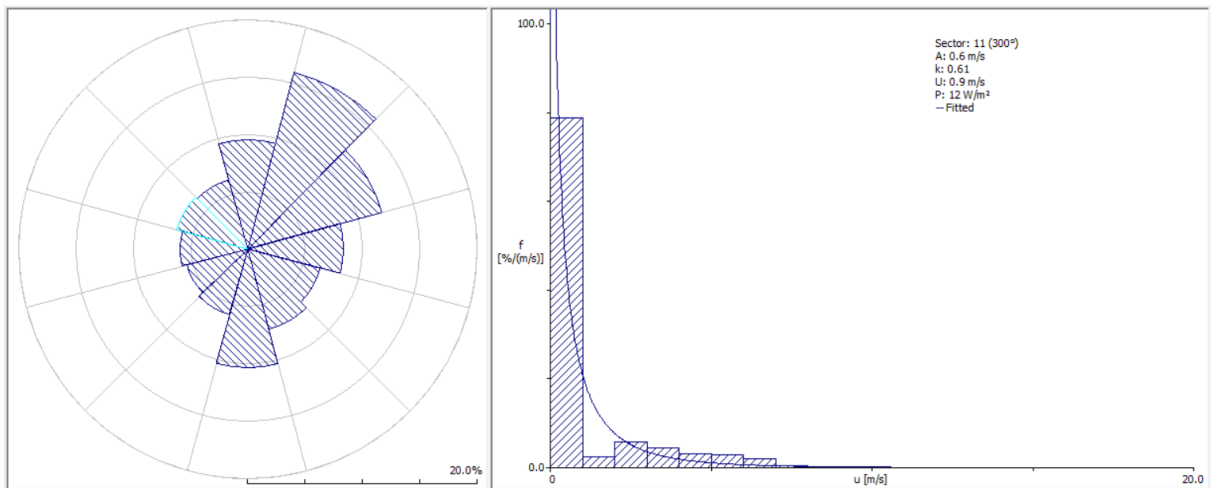 20.0%
100.0
Sector: 11 (300°)
A: 0.6 m/s
k: 0.61
U: 0.9 m/s
P: 12 W/m²
-- Fitted
f
[%/(m/s)]
0.0
0
u [m/s]
20.0